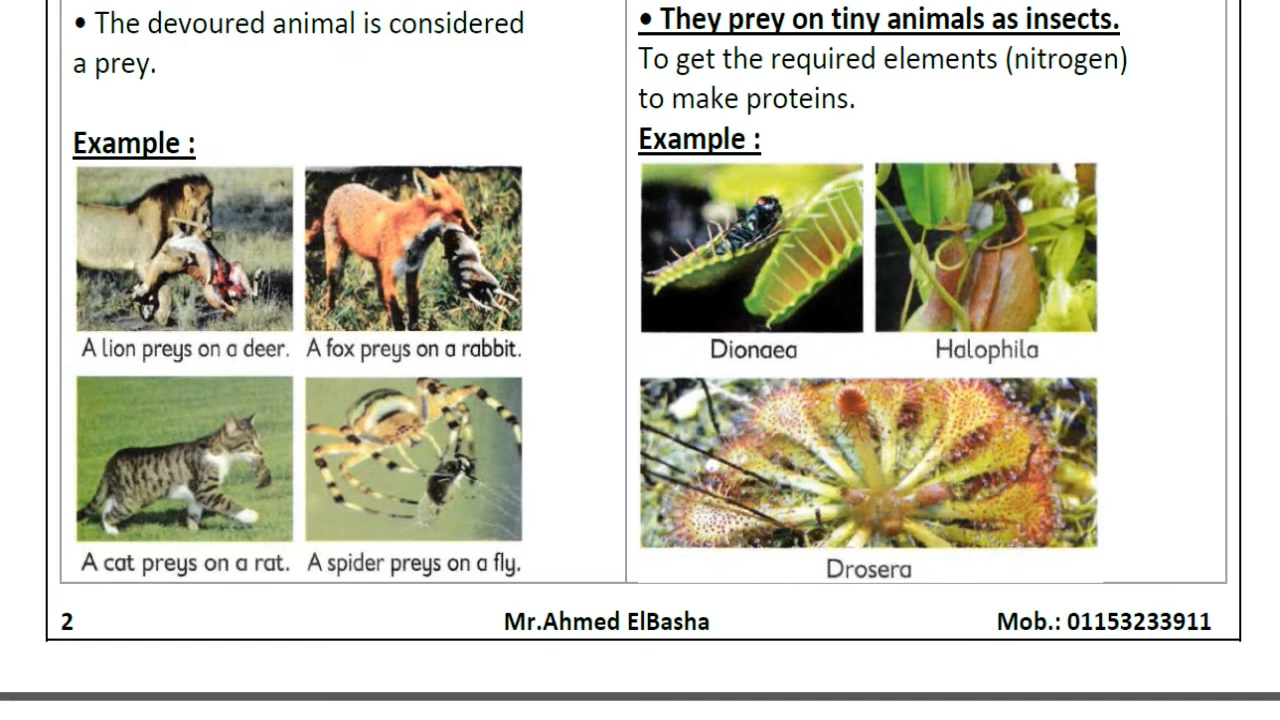 • The devoured animal is considered
a prey.
Example :
A lion preys on a deer. A fox preys on a rabbit.
A cat preys on a rat. A spider preys on a fly.
• They prey on tiny animals as insects.
To get the required elements (nitrogen)
to make proteins.
Example :
Dionaea Halophila
Drosera
2 Mr.Ahmed ElBasha Mob.: 01153233911